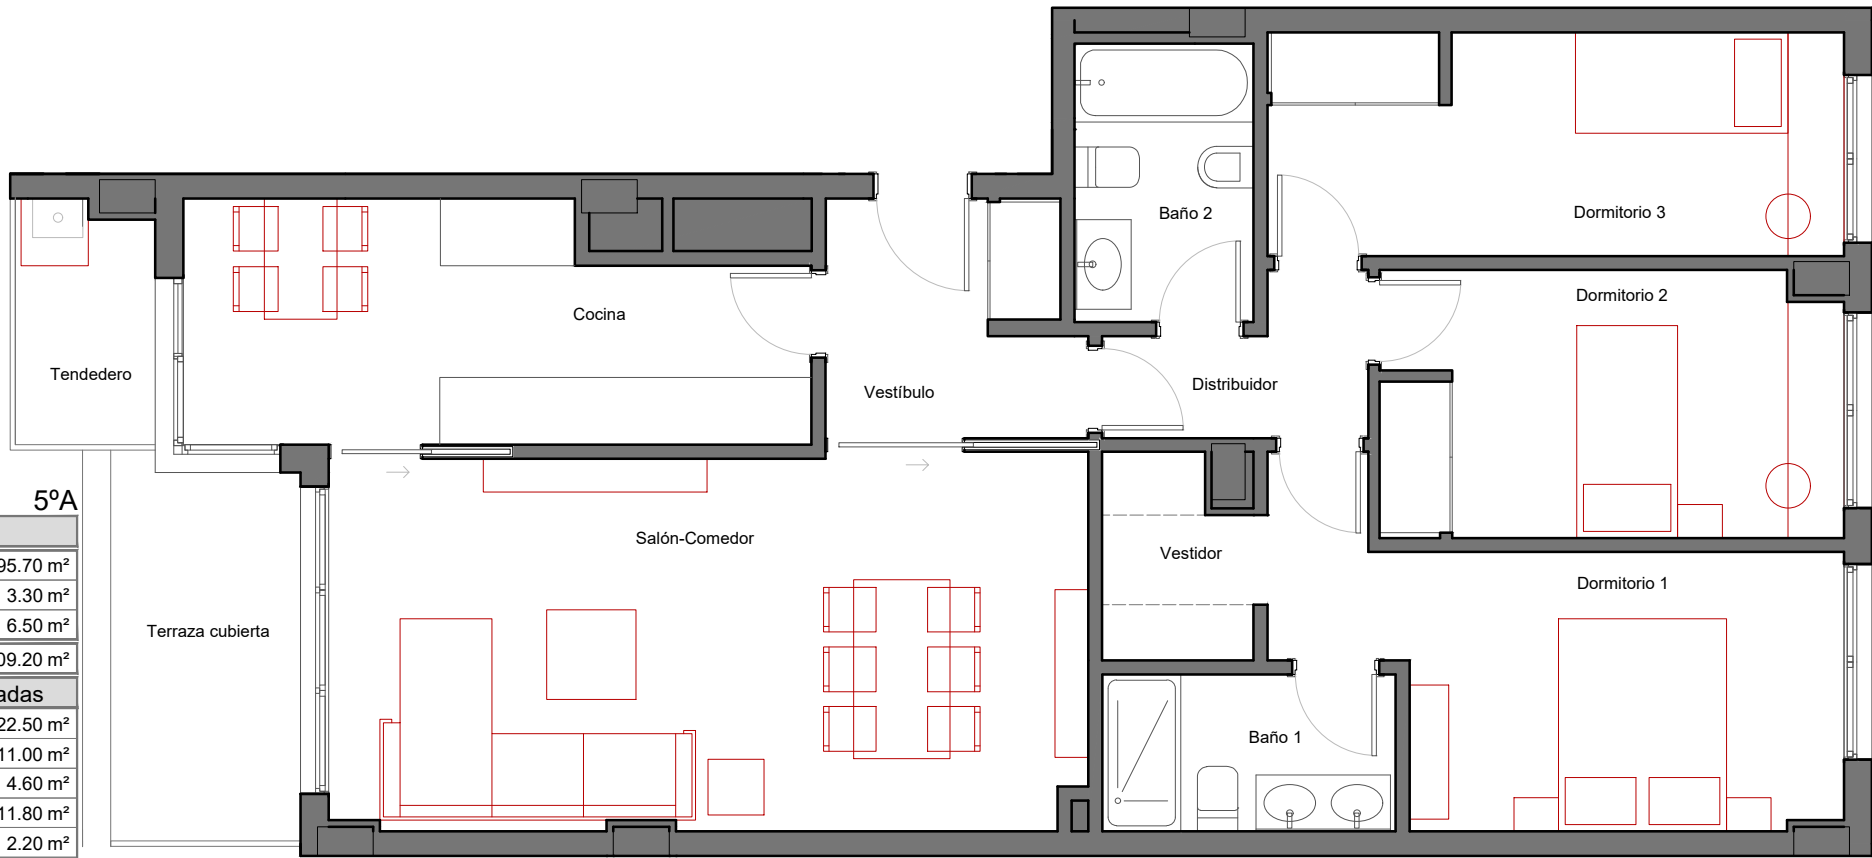 Baño 2
Dormitorio 3
Dormitorio 2
Cocina
Tendedero
Vestíbulo
Distribuidor
5ºA
95.70 m²
3.30 m²
6.50 m²
09.20 m²
adas
22.50 m²
11.00 m²
4.60 m²
11.80 m²
2.20 m²
Salón-Comedor
Vestidor
Dormitorio 1
Terraza cubierta
Baño 1